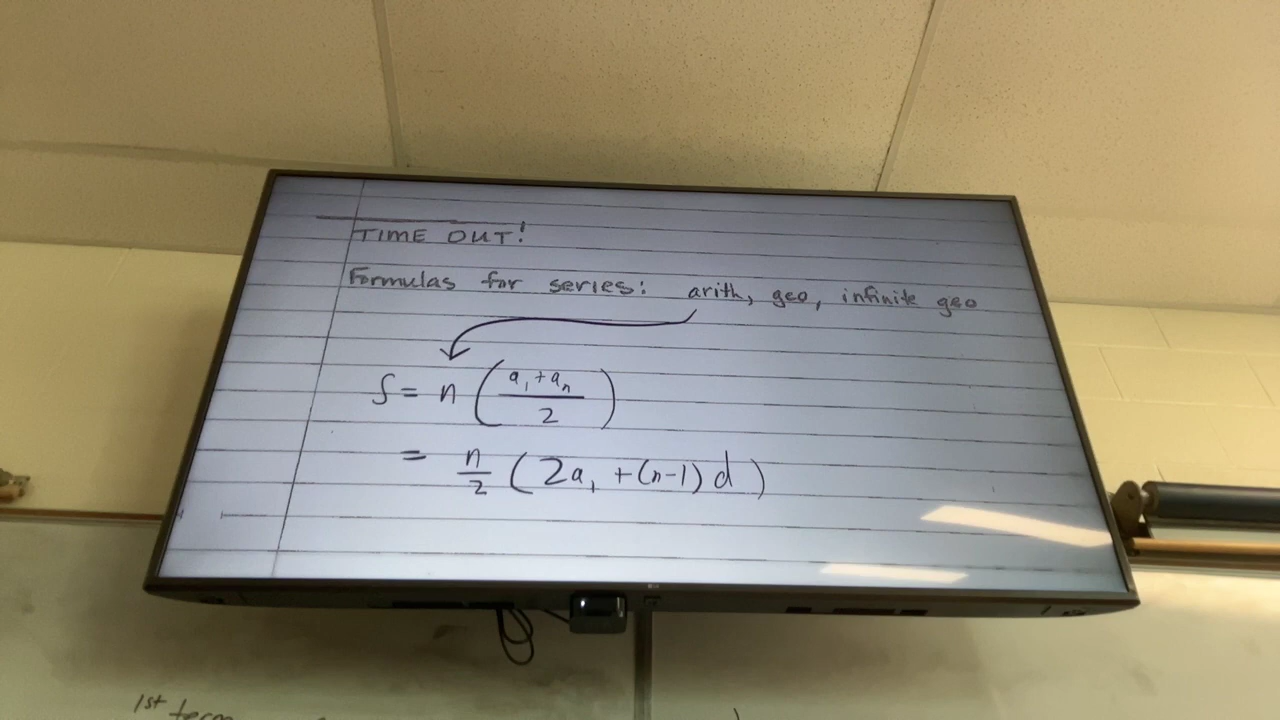 TIME OUT!
Formulas for series: arith, geo, infinite geo
S = n ( (a₁ + aₙ) / 2 )
= n/2 ( 2a₁ + (n-1) d )
1st term